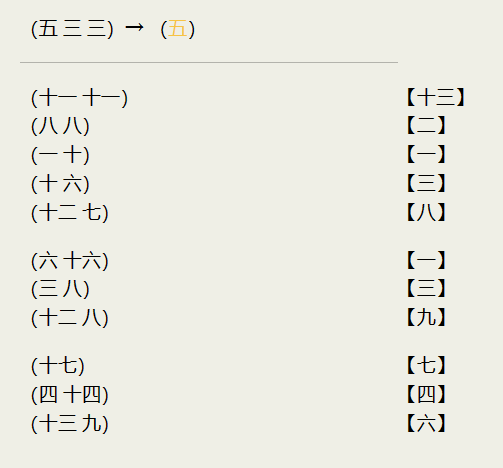 (五 三 三) → (五)
(十一 十一) 【十三】
(八 八) 【二】
(一 十) 【一】
(十 六) 【三】
(十二 七) 【八】
(六 十六) 【一】
(三 八) 【三】
(十二 八) 【九】
(十七) 【七】
(四 十四) 【四】
(十三 九) 【六】